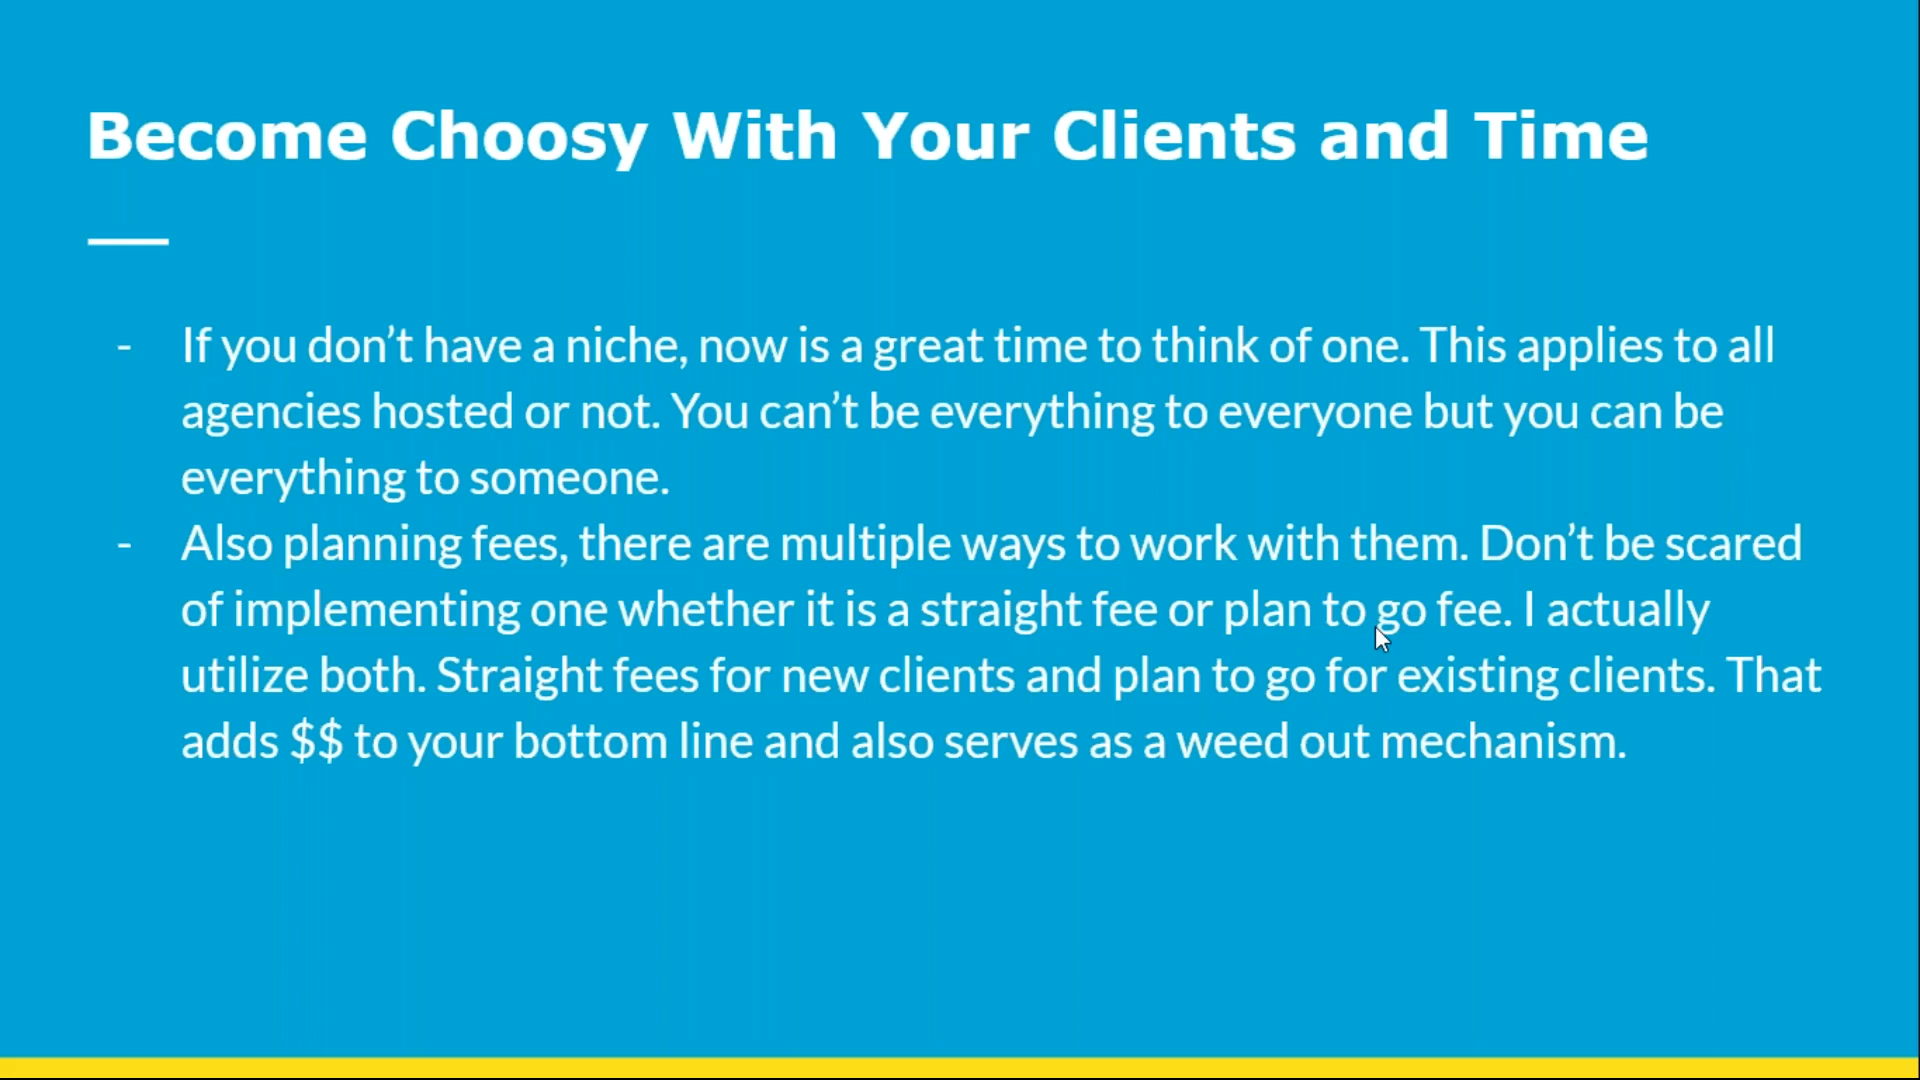 Become Choosy With Your Clients and Time
- If you don’t have a niche, now is a great time to think of one. This applies to all
agencies hosted or not. You can’t be everything to everyone but you can be
everything to someone.
- Also planning fees, there are multiple ways to work with them. Don’t be scared
of implementing one whether it is a straight fee or plan to go fee. I actually
utilize both. Straight fees for new clients and plan to go for existing clients. That
adds $$ to your bottom line and also serves as a weed out mechanism.